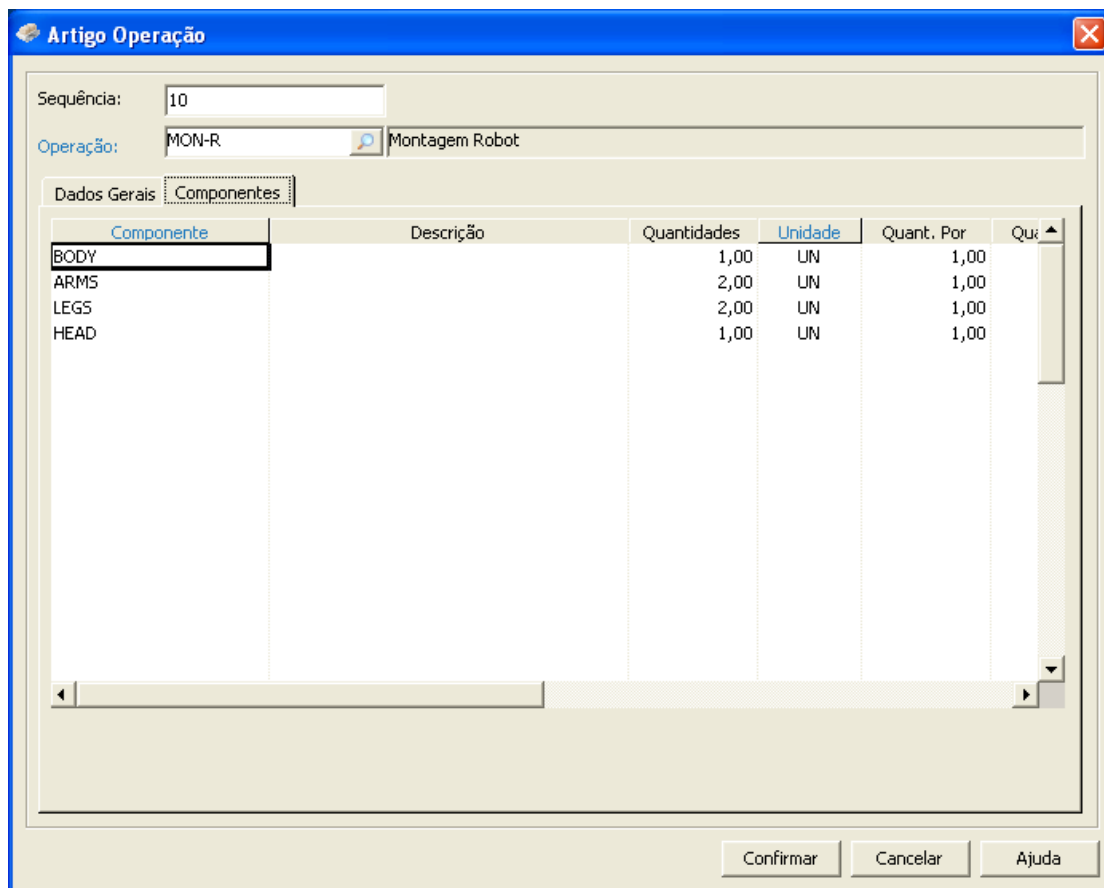 Artigo Operação
Sequência: 10
Operação: MON-R Montagem Robot
Dados Gerais Componentes
Componente Descrição Quantidades Unidade Quant. Por Qua
BODY 1,00 UN 1,00
ARMS 2,00 UN 1,00
LEGS 2,00 UN 1,00
HEAD 1,00 UN 1,00
Confirmar Cancelar Ajuda